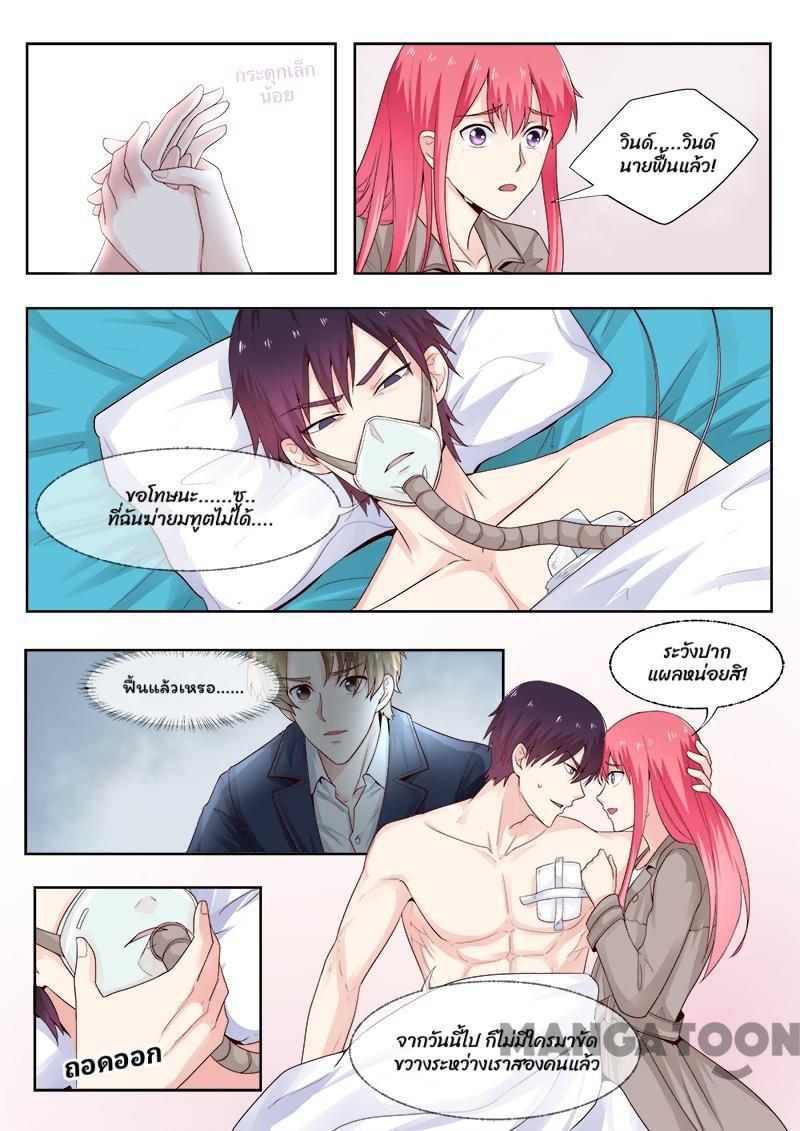 กระตุกเล็ก
น้อย
วินด์.....วินด์
นายฟื้นแล้ว!
ขอโทษนะ......ซู..
ที่ฉันฆ่ายมทูตไม่ได้....
ฟื้นแล้วเหรอ......
ระวังปาก
แผลหน่อยสิ!
ถอดออก
จากวันนี้ไป ก็ไม่มีใครมาขัด
ขวางระหว่างเราสองคนแล้ว
MANGATOON